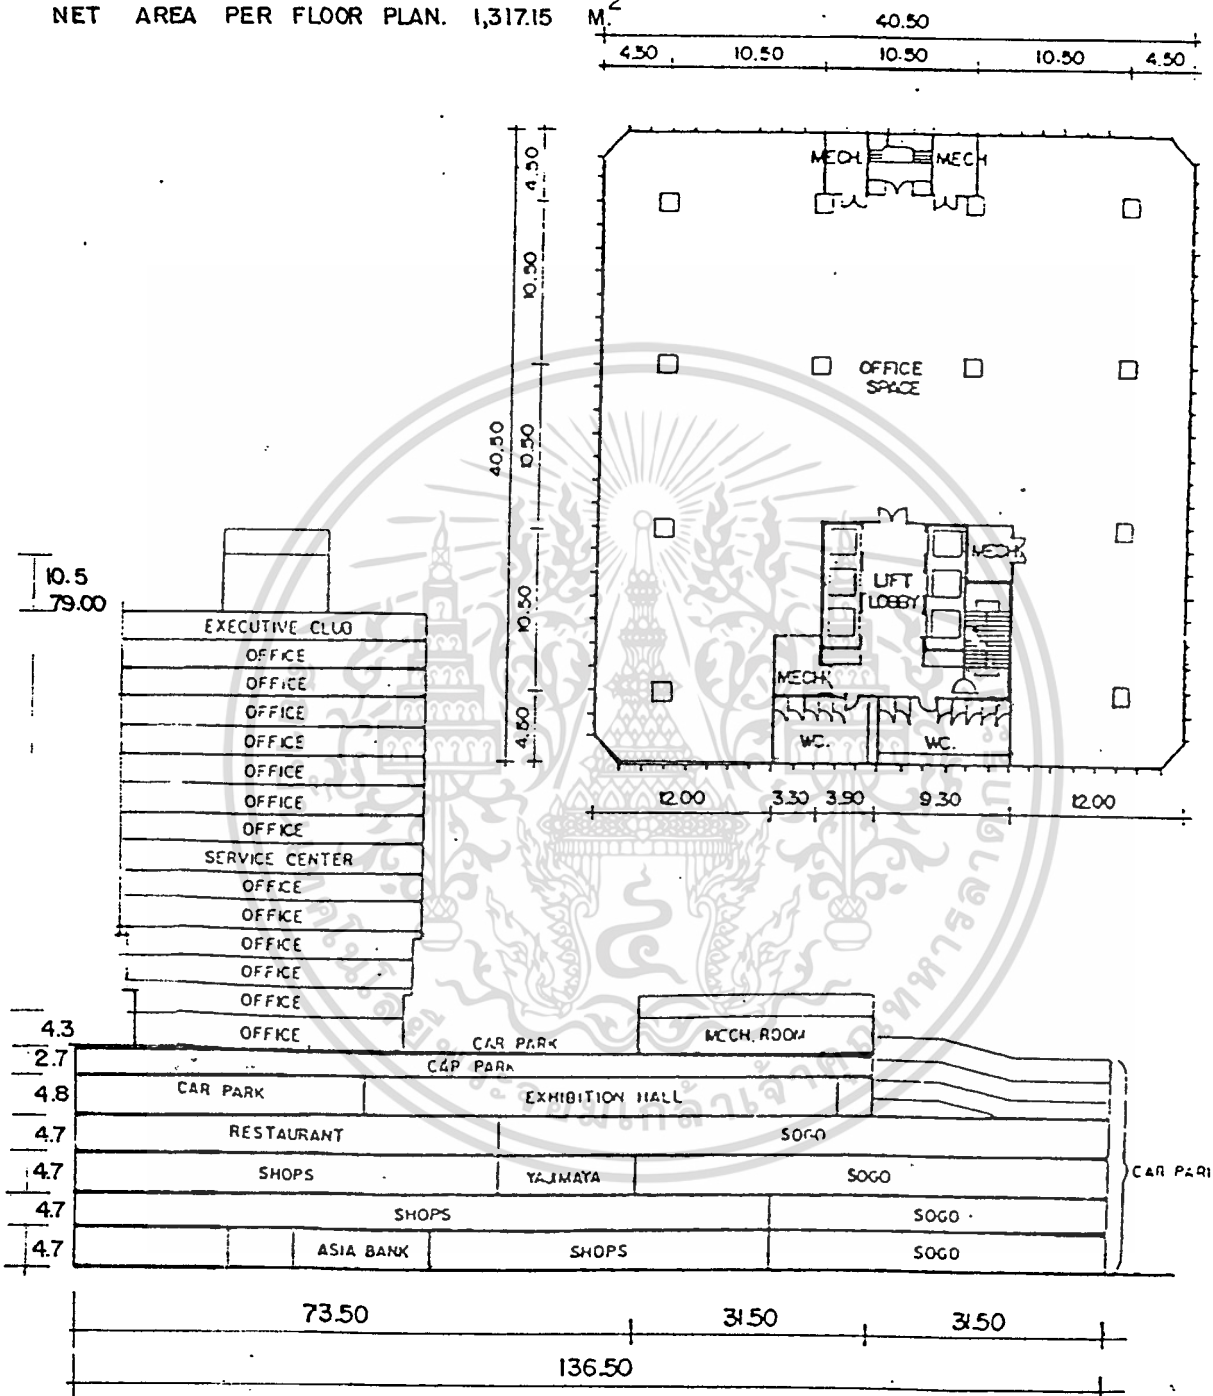 NET AREA PER FLOOR PLAN. 1,317.15 M.²
40.50
4.50 10.50 10.50 10.50 4.50
MECH. MECH
4.50
10.50
OFFICE
SPACE
40.50
10.50
MECH.
LIFT
LOBBY
10.50
MECH.
4.50
WC. WC.
12.00 3.30 3.90 9.30 12.00
10.5
79.00
EXECUTIVE CLUB
OFFICE
OFFICE
OFFICE
OFFICE
OFFICE
OFFICE
OFFICE
SERVICE CENTER
OFFICE
OFFICE
OFFICE
OFFICE
OFFICE
4.3 OFFICE CAR PARK MECH. ROOM
2.7 CAR PARK
4.8 CAR PARK EXHIBITION HALL
4.7 RESTAURANT SOGO
4.7 SHOPS YAJIMAYA SOGO CAR PARK
4.7 SHOPS SOGO
4.7 ASIA BANK SHOPS SOGO
73.50 31.50 31.50
136.50